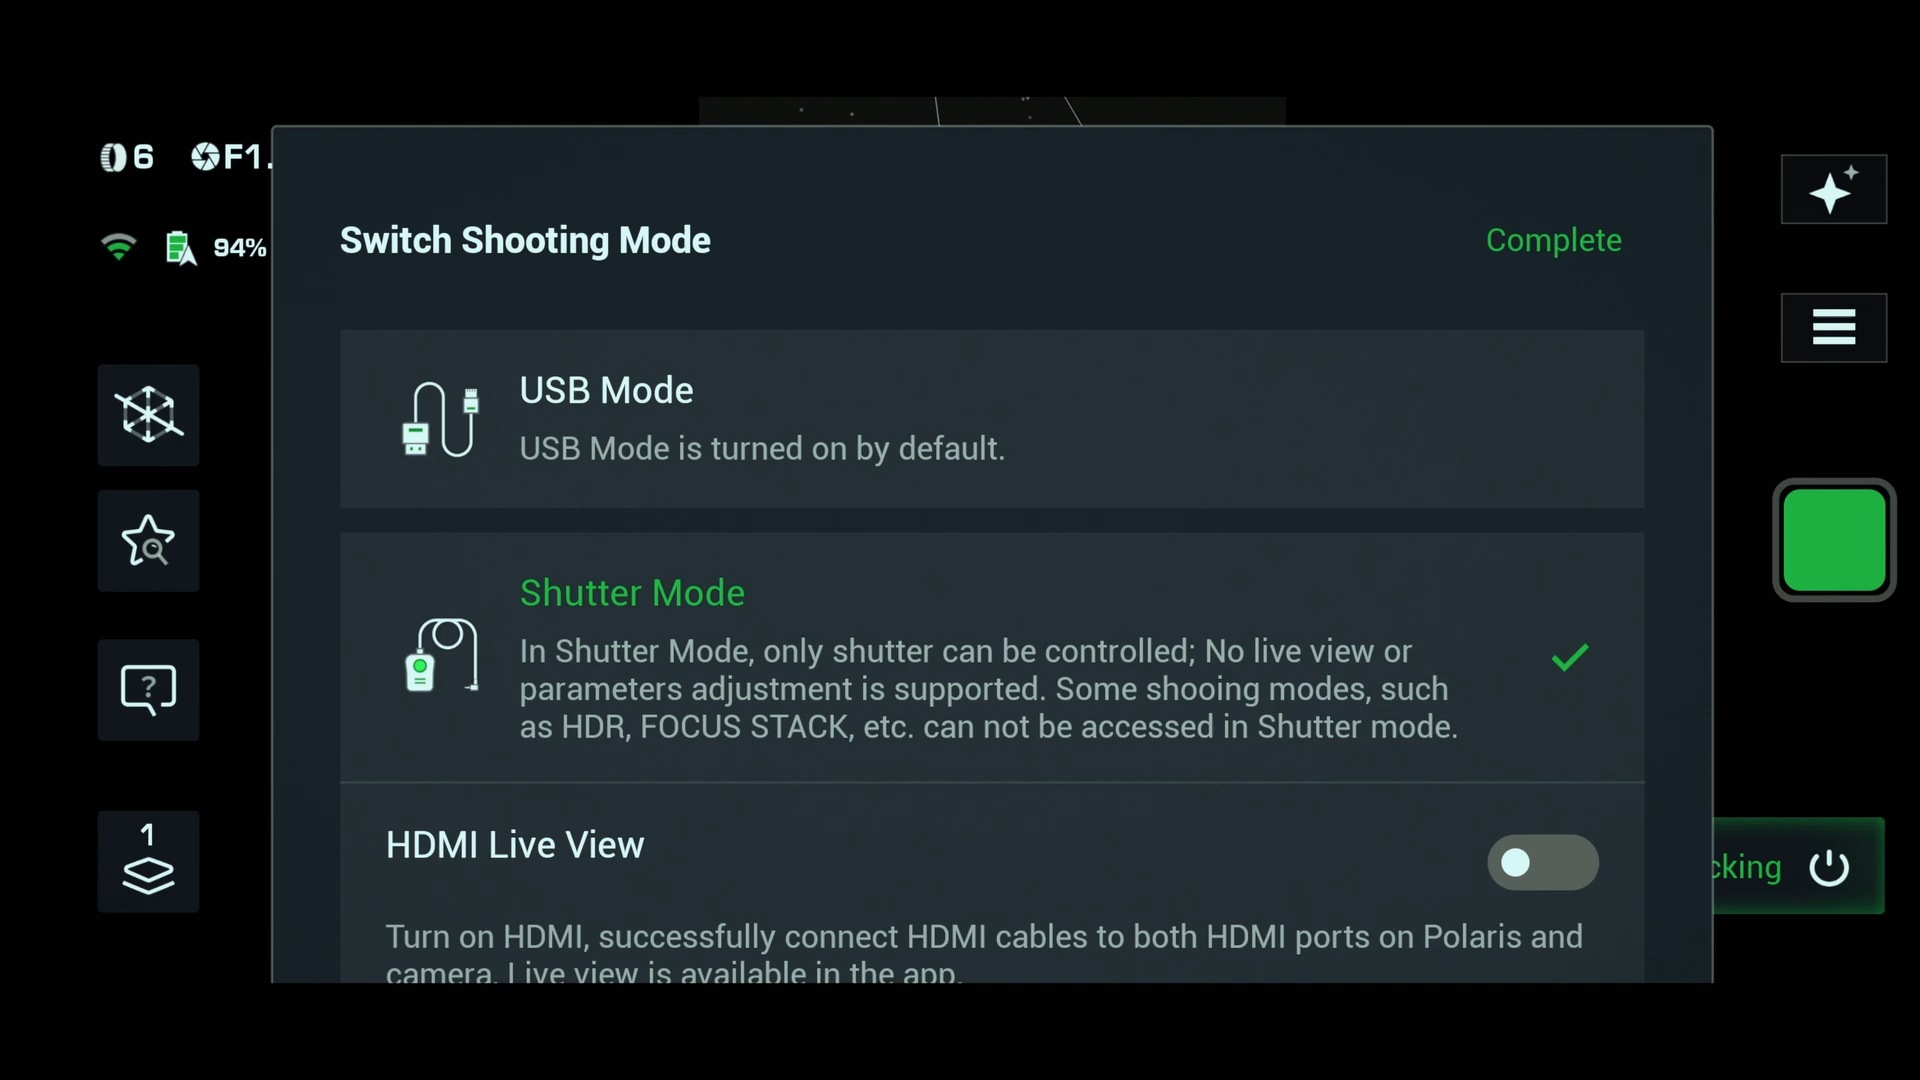 6 F1.
94%
Switch Shooting Mode
Complete
USB Mode
USB Mode is turned on by default.
Shutter Mode
In Shutter Mode, only shutter can be controlled; No live view or
parameters adjustment is supported. Some shooing modes, such
as HDR, FOCUS STACK, etc. can not be accessed in Shutter mode.
HDMI Live View
Turn on HDMI, successfully connect HDMI cables to both HDMI ports on Polaris and
camera. Live view is available in the app.
?
1
cking